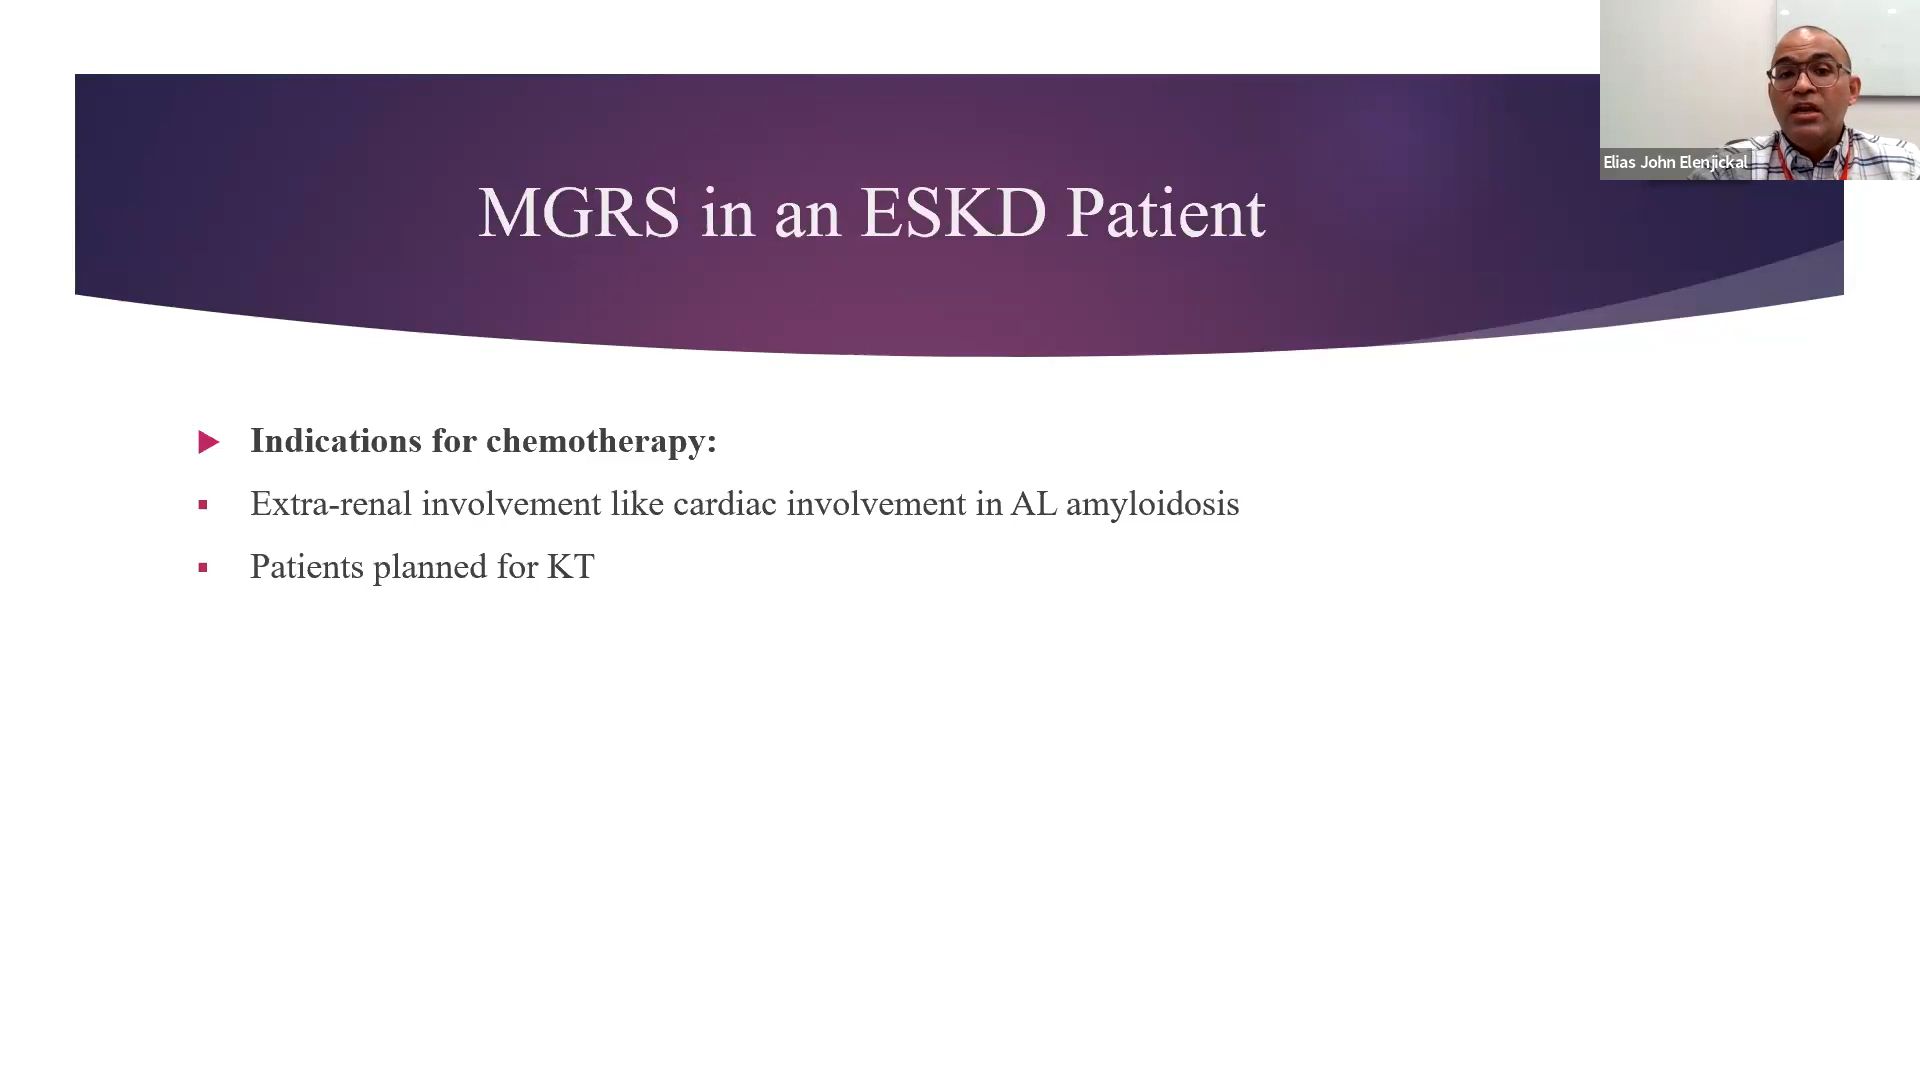 Elias John Elenjickal
MGRS in an ESKD Patient
Indications for chemotherapy:
Extra-renal involvement like cardiac involvement in AL amyloidosis
Patients planned for KT